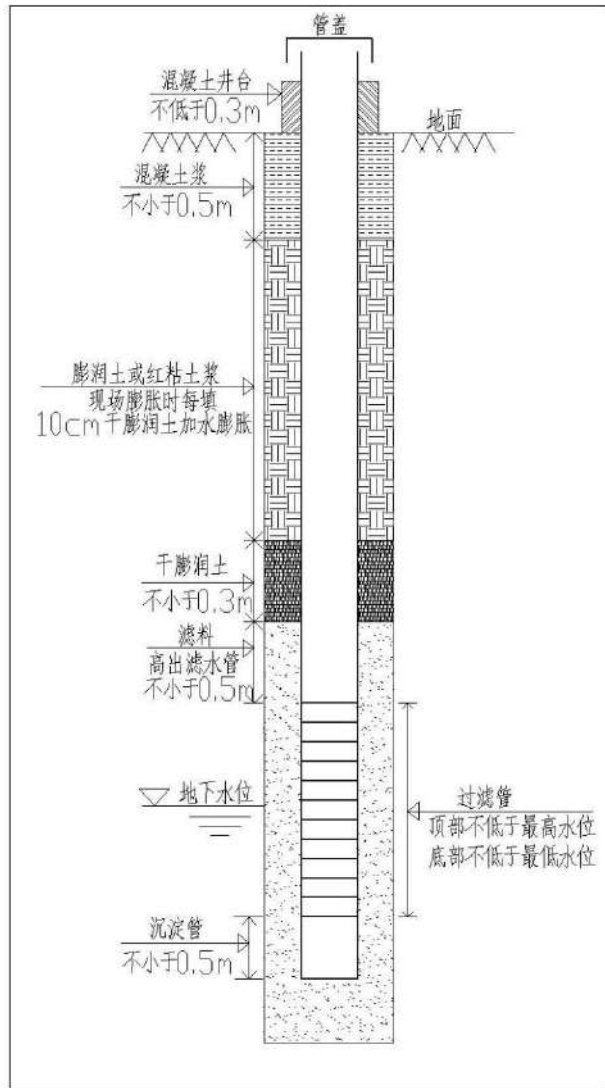 管盖
混凝土井台
不低于0.3m
地面
混凝土浆
不小于0.5m
膨润土或红粘土浆
现场膨胀时每填
10cm干膨润土加水膨胀
干膨润土
不小于0.3m
滤料
高出滤水管
不小于0.5m
地下水位
过滤管
顶部不低于最高水位
底部不低于最低水位
沉淀管
不小于0.5m